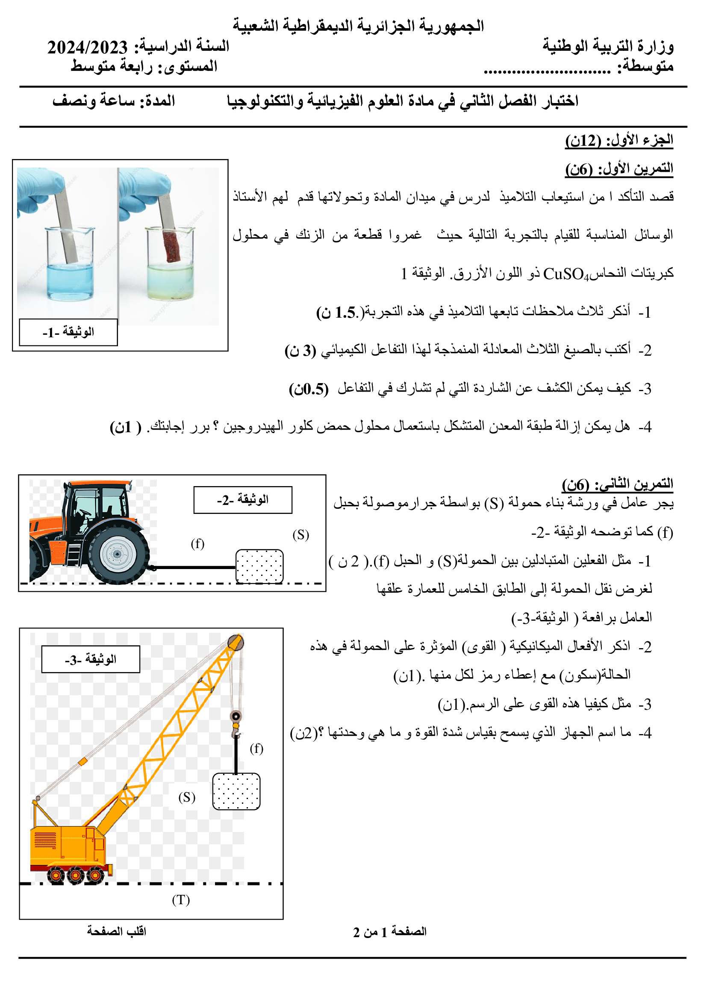 الجمهورية الجزائرية الديمقراطية الشعبية
وزارة التربية الوطنية السنة الدراسية: 2024/2023
متوسطة: ........................... المستوى: رابعة متوسط
اختبار الفصل الثاني في مادة العلوم الفيزيائية والتكنولوجيا المدة: ساعة ونصف
الجزء الأول: (12ن)
التمرين الأول: (6ن)
قصد التأكد ا من استيعاب التلاميذ لدرس في ميدان المادة وتحولاتها قدم لهم الأستاذ
الوسائل المناسبة للقيام بالتجربة التالية حيث غمروا قطعة من الزنك في محلول
كبريتات النحاسCuSO₄ ذو اللون الأزرق. الوثيقة 1
1- أذكر ثلاث ملاحظات تابعها التلاميذ في هذه التجربة(.1.5 ن)
الوثيقة -1-
2- أكتب بالصيغ الثلاث المعادلة المنمذجة لهذا التفاعل الكيميائي (3 ن)
3- كيف يمكن الكشف عن الشاردة التي لم تشارك في التفاعل (0.5ن)
4- هل يمكن إزالة طبقة المعدن المتشكل باستعمال محلول حمض كلور الهيدروجين ؟ برر إجابتك. ( 1ن)
التمرين الثاني: (6ن)
يجر عامل في ورشة بناء حمولة (S) بواسطة جرارموصولة بحبل
(f) كما توضحه الوثيقة -2-
الوثيقة -2-
(S)
(f)
1- مثل الفعلين المتبادلين بين الحمولة(S) و الحبل (f).( 2 ن )
لغرض نقل الحمولة إلى الطابق الخامس للعمارة علقها
العامل برافعة ( الوثيقة-3-)
2- اذكر الأفعال الميكانيكية ( القوى) المؤثرة على الحمولة في هذه
الحالة(سكون) مع إعطاء رمز لكل منها .(1ن)
3- مثل كيفيا هذه القوى على الرسم.(1ن)
4- ما اسم الجهاز الذي يسمح بقياس شدة القوة و ما هي وحدتها ؟(2ن)
الوثيقة -3-
(f)
(S)
(T)
الصفحة 1 من 2 اقلب الصفحة